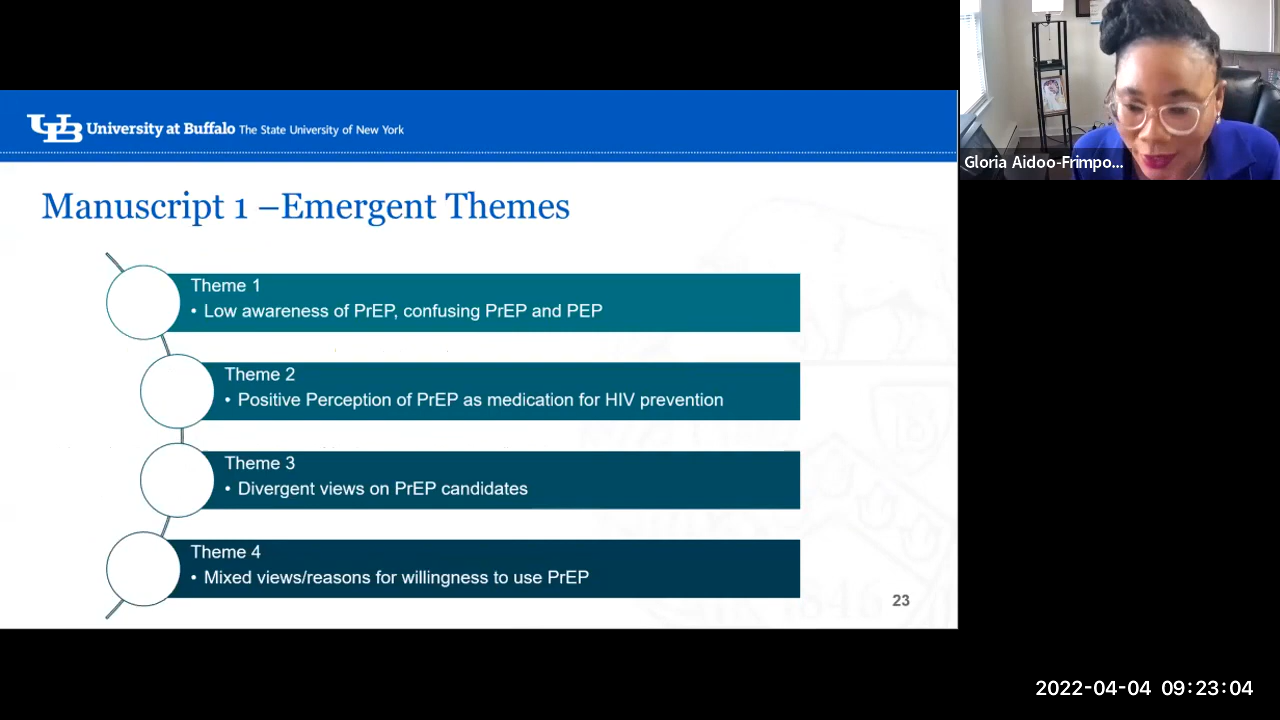 UB University at Buffalo The State University of New York
Gloria Aidoo-Frimpo...
Manuscript 1 –Emergent Themes
Theme 1
• Low awareness of PrEP, confusing PrEP and PEP
Theme 2
• Positive Perception of PrEP as medication for HIV prevention
Theme 3
• Divergent views on PrEP candidates
Theme 4
• Mixed views/reasons for willingness to use PrEP
23
2022-04-04 09:23:04